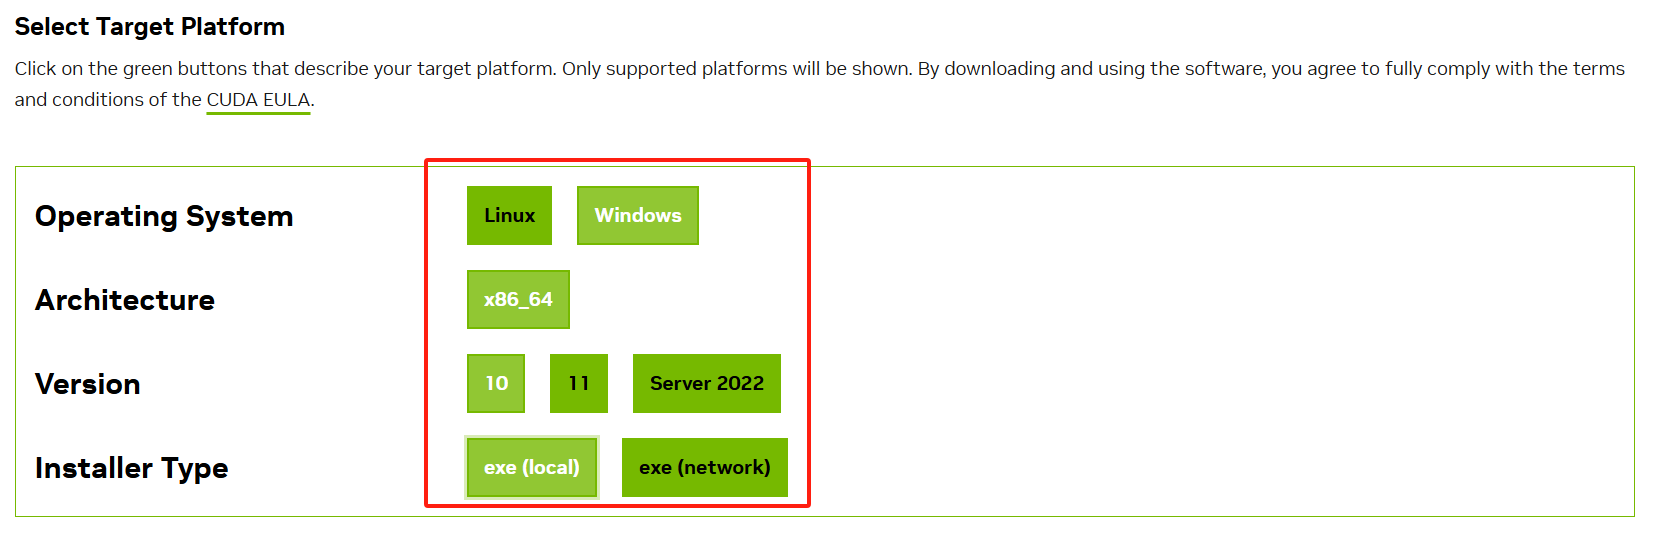 Select Target Platform
Click on the green buttons that describe your target platform. Only supported platforms will be shown. By downloading and using the software, you agree to fully comply with the terms
and conditions of the CUDA EULA.
Operating System Linux Windows
Architecture x86_64
Version 10 11 Server 2022
Installer Type exe (local) exe (network)